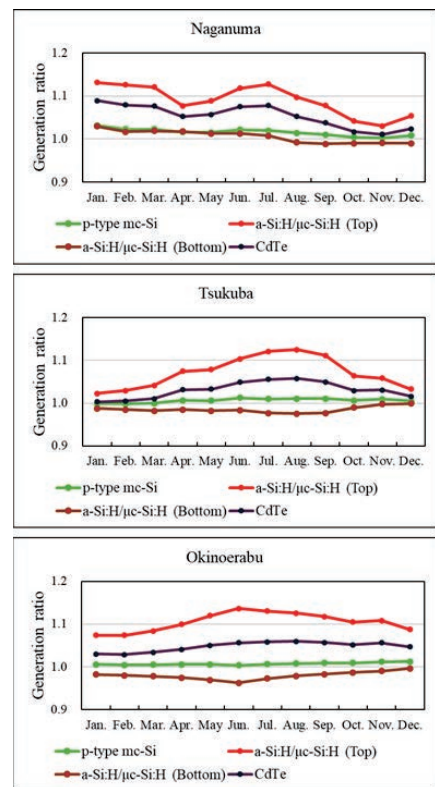 Naganuma
Generation ratio
1.2
1.1
1.0
0.9
Jan. Feb. Mar. Apr. May Jun. Jul. Aug. Sep. Oct. Nov. Dec.
p-type mc-Si
a-Si:H/μc-Si:H (Top)
a-Si:H/μc-Si:H (Bottom)
CdTe
Tsukuba
Generation ratio
1.2
1.1
1.0
0.9
Jan. Feb. Mar. Apr. May Jun. Jul. Aug. Sep. Oct. Nov. Dec.
p-type mc-Si
a-Si:H/μc-Si:H (Top)
a-Si:H/μc-Si:H (Bottom)
CdTe
Okinoerabu
Generation ratio
1.2
1.1
1.0
0.9
Jan. Feb. Mar. Apr. May Jun. Jul. Aug. Sep. Oct. Nov. Dec.
p-type mc-Si
a-Si:H/μc-Si:H (Top)
a-Si:H/μc-Si:H (Bottom)
CdTe